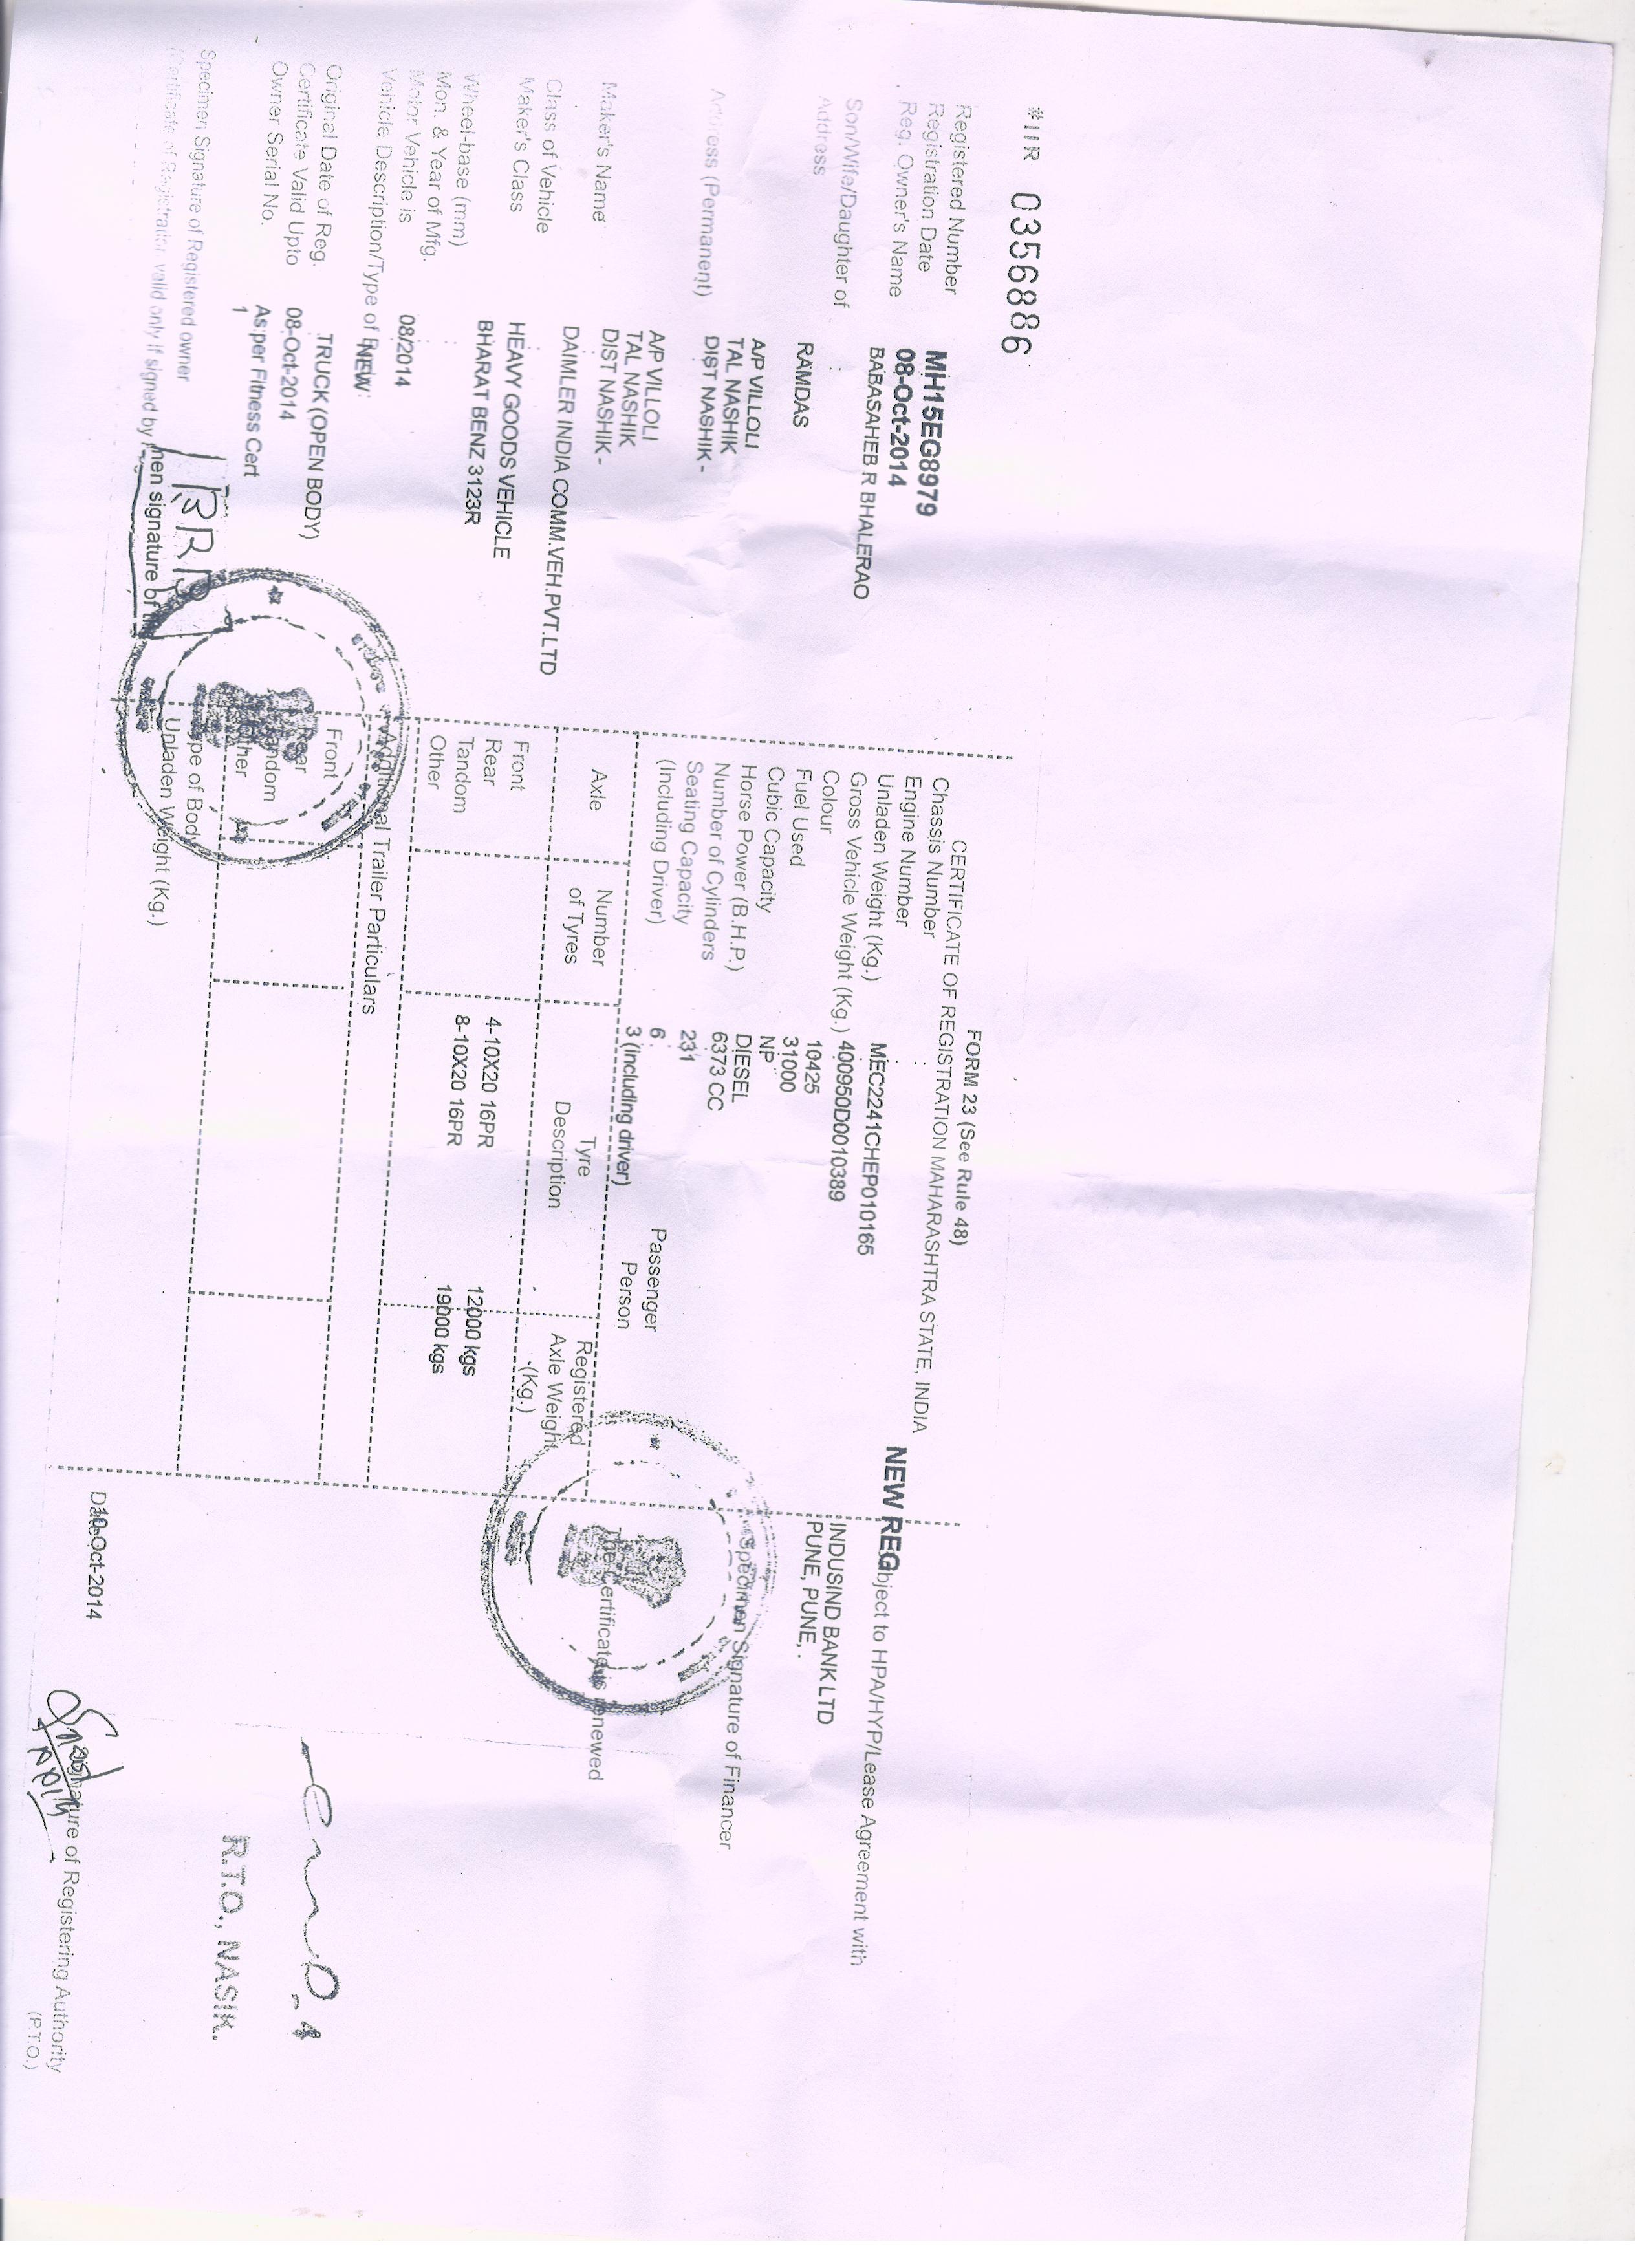 #IIR 035686
FORM 23 (See Rule 48)
CERTIFICATE OF REGISTRATION MAHARASHTRA STATE, INDIA
NEW REG
Registered Number MH15EG8979
Registration Date 08-Oct-2014
Reg. Owner's Name : BABASAHEB R BHALERAO
Son/Wife/Daughter of RAMDAS
Address A/P VILLOLI
TAL NASHIK
DIST NASHIK -
Address (Permanent) A/P VILLOLI
TAL NASHIK
DIST NASHIK -
Maker's Name DAIMLER INDIA COMM.VEH.PVT.LTD
Class of Vehicle : HEAVY GOODS VEHICLE
Maker's Class BHARAT BENZ 3123R
Wheel-base (mm) :
Mon. & Year of Mfg. 08/2014
Motor Vehicle is NEW
Vehicle Description/Type of : TRUCK (OPEN BODY)
Original Date of Reg. 08-Oct-2014
Certificate Valid Upto As per Fitness Cert
Owner Serial No. 1
Specimen Signature of Registered owner
(Certificate of Registration valid only if signed by
hen signature of
Chassis Number MEC2241CHEP010165
Engine Number 400950D0010389
Unladen Weight (Kg.) 10425
Gross Vehicle Weight (Kg.) 31000
Colour NP
Fuel Used DIESEL
Cubic Capacity 6373 CC
Horse Power (B.H.P.) 231
Number of Cylinders 6
Seating Capacity 3 (including driver) Passenger
(Including Driver) Person
Axle Number of Tyres Tyre Description Registered Axle Weight (Kg.)
Front 4-10X20 16PR 12000 kgs
Rear 8-10X20 16PR 19000 kgs
Tandom
Other
Additional Trailer Particulars
Front
Rear
Tandom
Other
Type of Body
Unladen Weight (Kg.)
bject to HPA/HYP/Lease Agreement with
INDUSIND BANK LTD
PUNE, PUNE, .
Specimen Signature of Financer
The Certificate is renewed
R.T.O., NASIK.
Date 10-Oct-2014
Signature of Registering Authority
(P.T.O.)